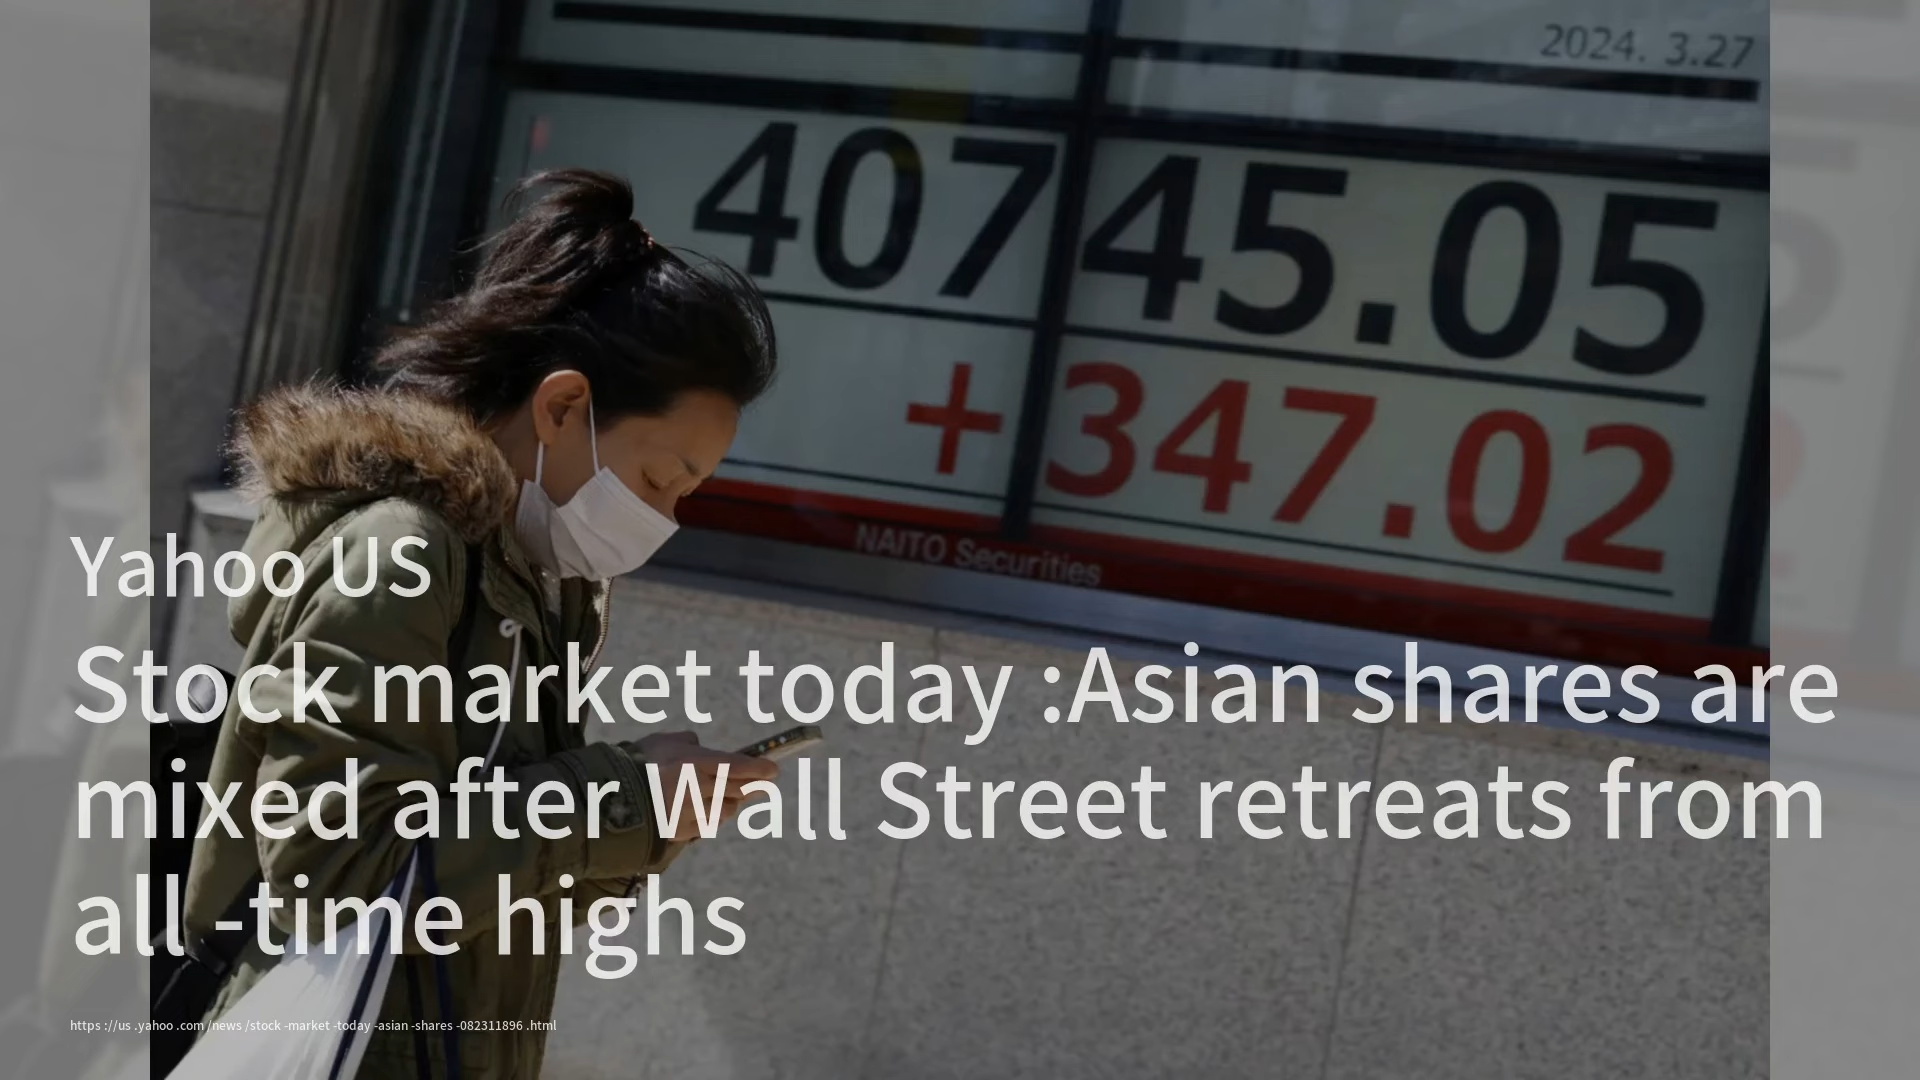 2024. 3.27
40745.05
+347.02
NAITO Securities
Yahoo US
Stock market today :Asian shares are
mixed after Wall Street retreats from
all -time highs
https ://us .yahoo .com /news /stock -market -today -asian -shares -082311896 .html